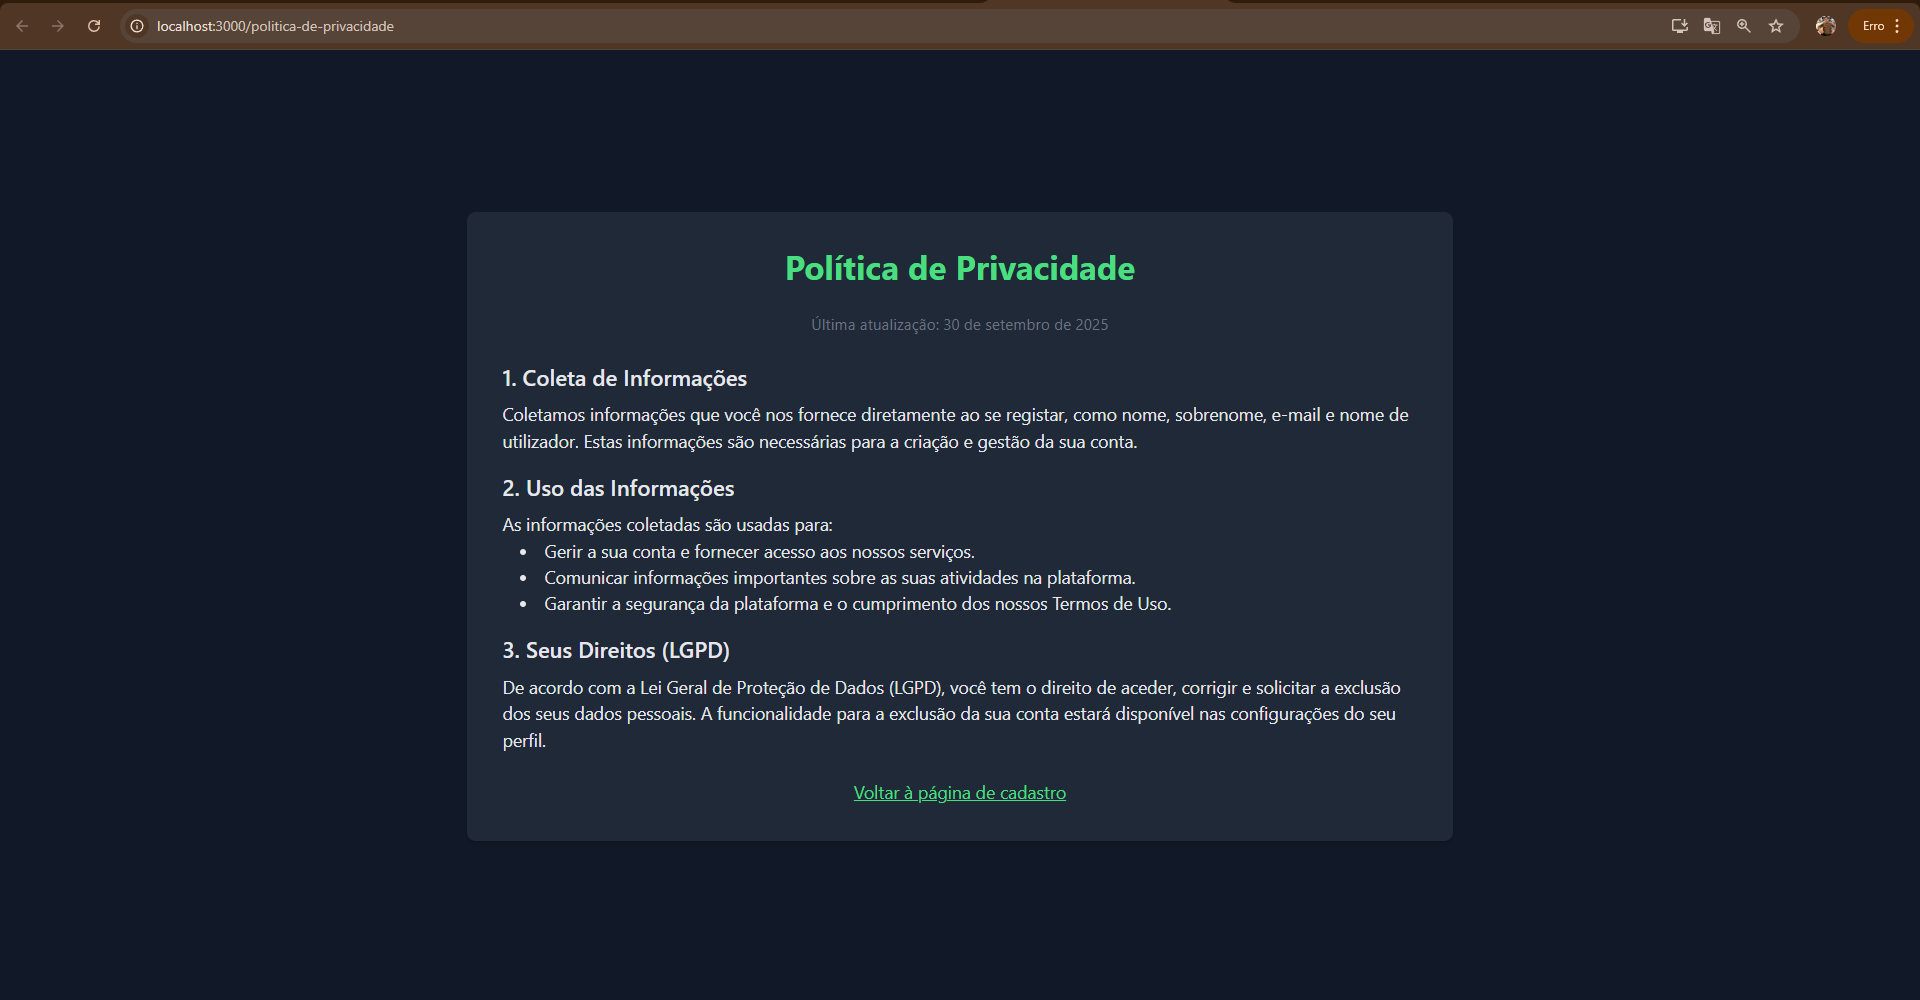 localhost:3000/politica-de-privacidade
Erro
Política de Privacidade
Última atualização: 30 de setembro de 2025
1. Coleta de Informações
Coletamos informações que você nos fornece diretamente ao se registar, como nome, sobrenome, e-mail e nome de
utilizador. Estas informações são necessárias para a criação e gestão da sua conta.
2. Uso das Informações
As informações coletadas são usadas para:
• Gerir a sua conta e fornecer acesso aos nossos serviços.
• Comunicar informações importantes sobre as suas atividades na plataforma.
• Garantir a segurança da plataforma e o cumprimento dos nossos Termos de Uso.
3. Seus Direitos (LGPD)
De acordo com a Lei Geral de Proteção de Dados (LGPD), você tem o direito de aceder, corrigir e solicitar a exclusão
dos seus dados pessoais. A funcionalidade para a exclusão da sua conta estará disponível nas configurações do seu
perfil.
Voltar à página de cadastro